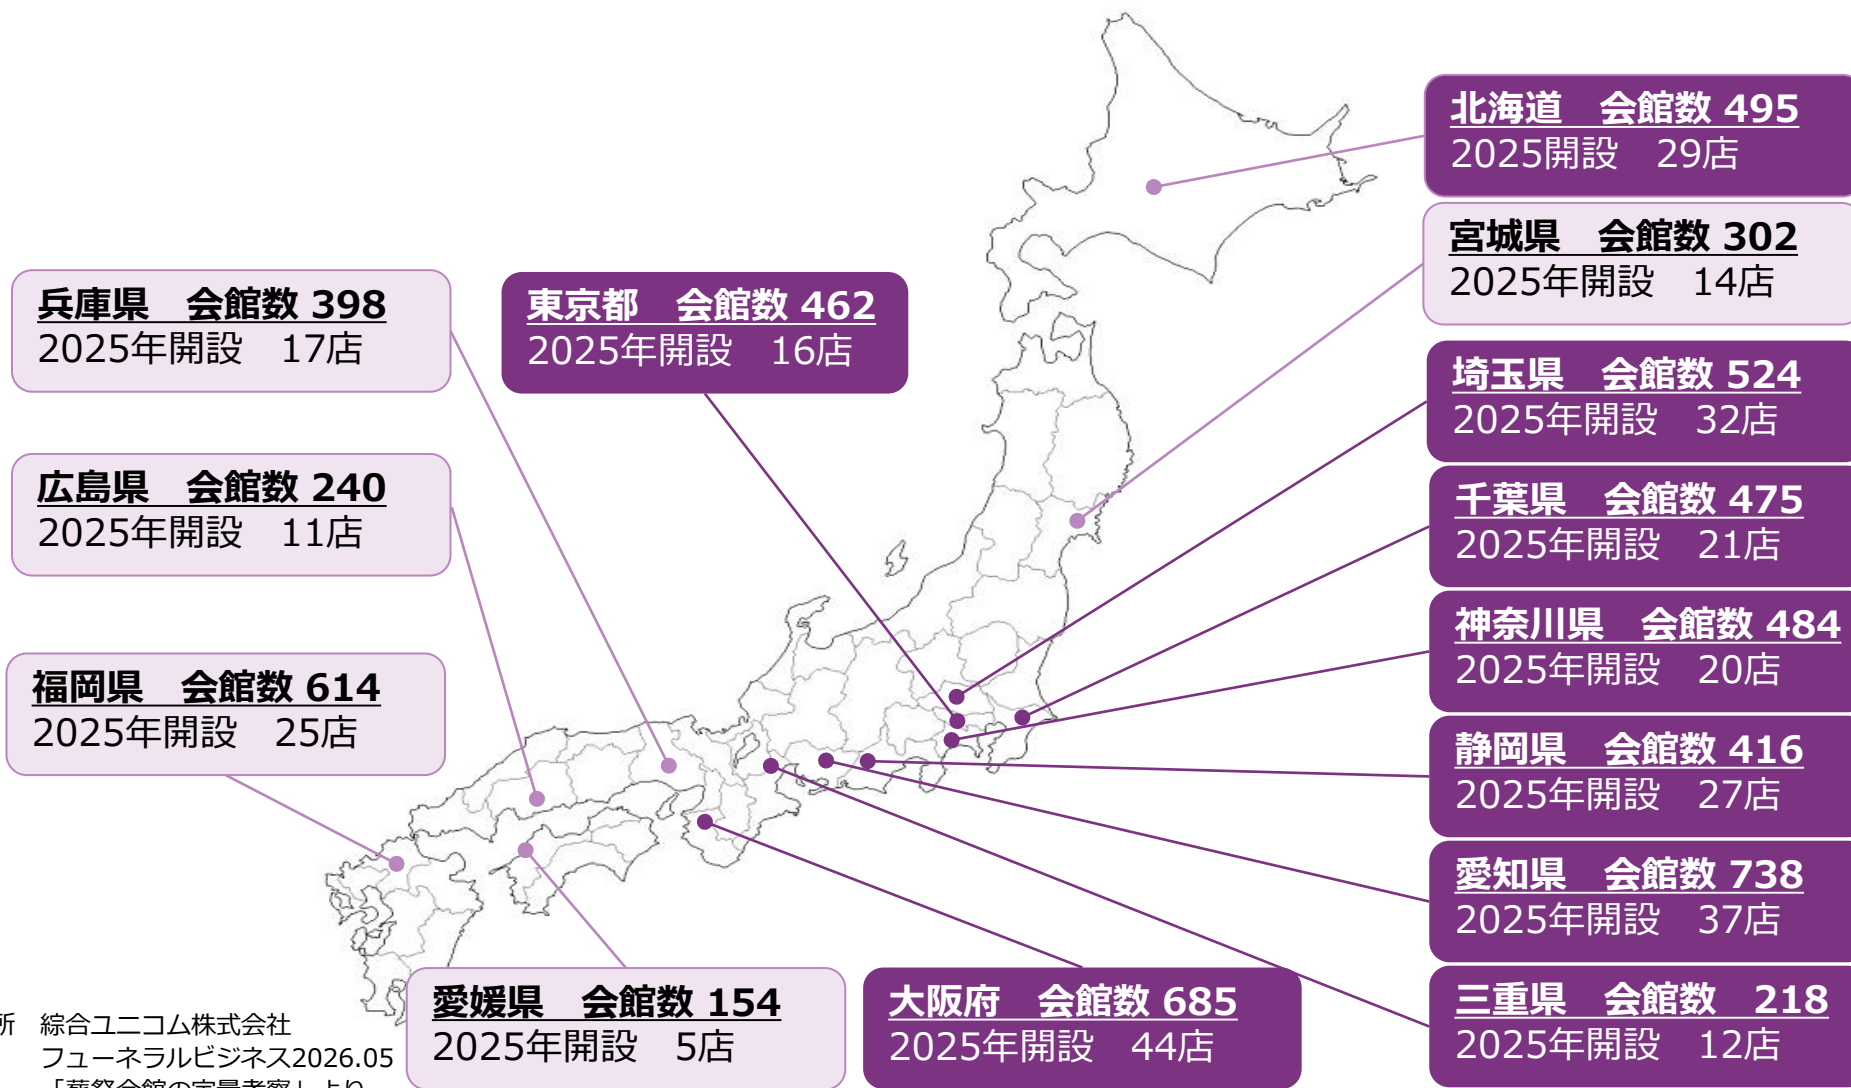 北海道　会館数 495
2025開設　29店
宮城県　会館数 302
2025年開設　14店
兵庫県　会館数 398
2025年開設　17店
東京都　会館数 462
2025年開設　16店
埼玉県　会館数 524
2025年開設　32店
広島県　会館数 240
2025年開設　11店
千葉県　会館数 475
2025年開設　21店
神奈川県　会館数 484
2025年開設　20店
福岡県　会館数 614
2025年開設　25店
静岡県　会館数 416
2025年開設　27店
愛知県　会館数 738
2025年開設　37店
愛媛県　会館数 154
2025年開設　5店
大阪府　会館数 685
2025年開設　44店
三重県　会館数　218
2025年開設　12店
所　綜合ユニコム株式会社
フューネラルビジネス2026.05
「葬祭会館の定量考察」より